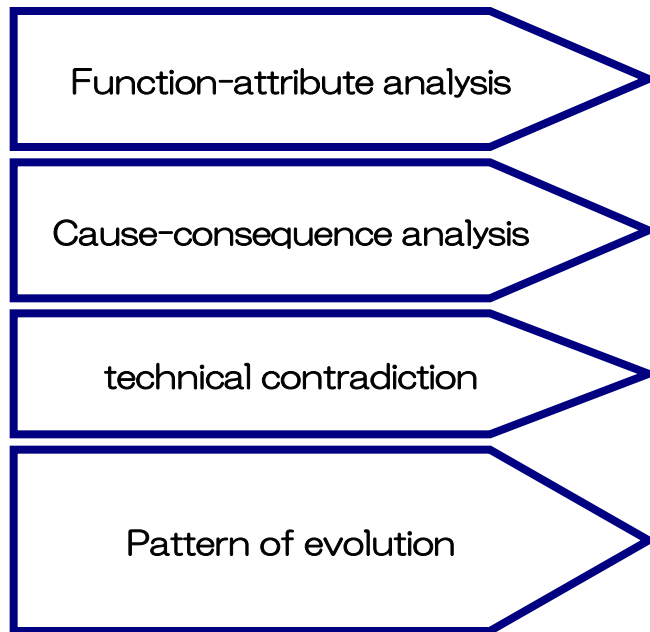 Function-attribute analysis
Cause-consequence analysis
technical contradiction
Pattern of evolution